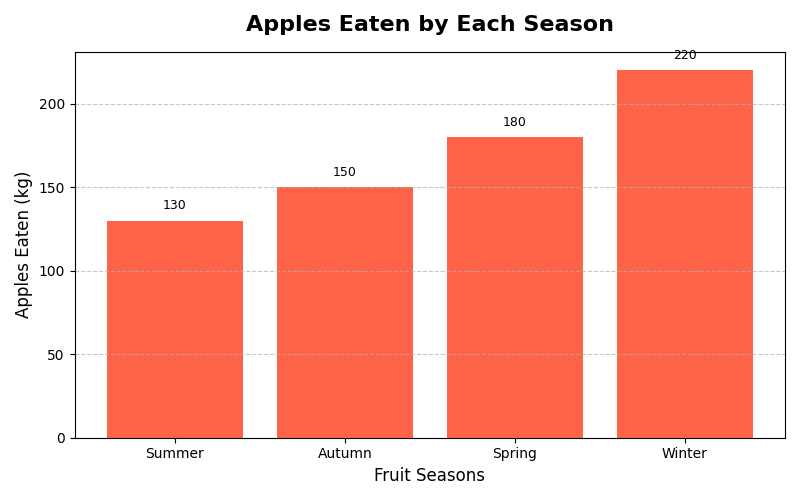 Apples Eaten by Each Season
220
200
180
150
150
130
100
50
0
Apples Eaten (kg)
Summer Autumn Spring Winter
Fruit Seasons